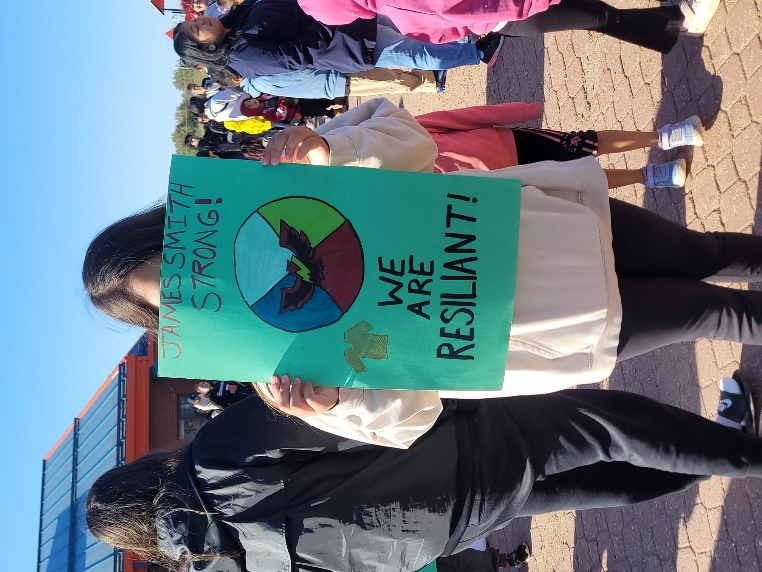 JAMES SMITH
STRONG!
WE
ARE
RESILIANT!